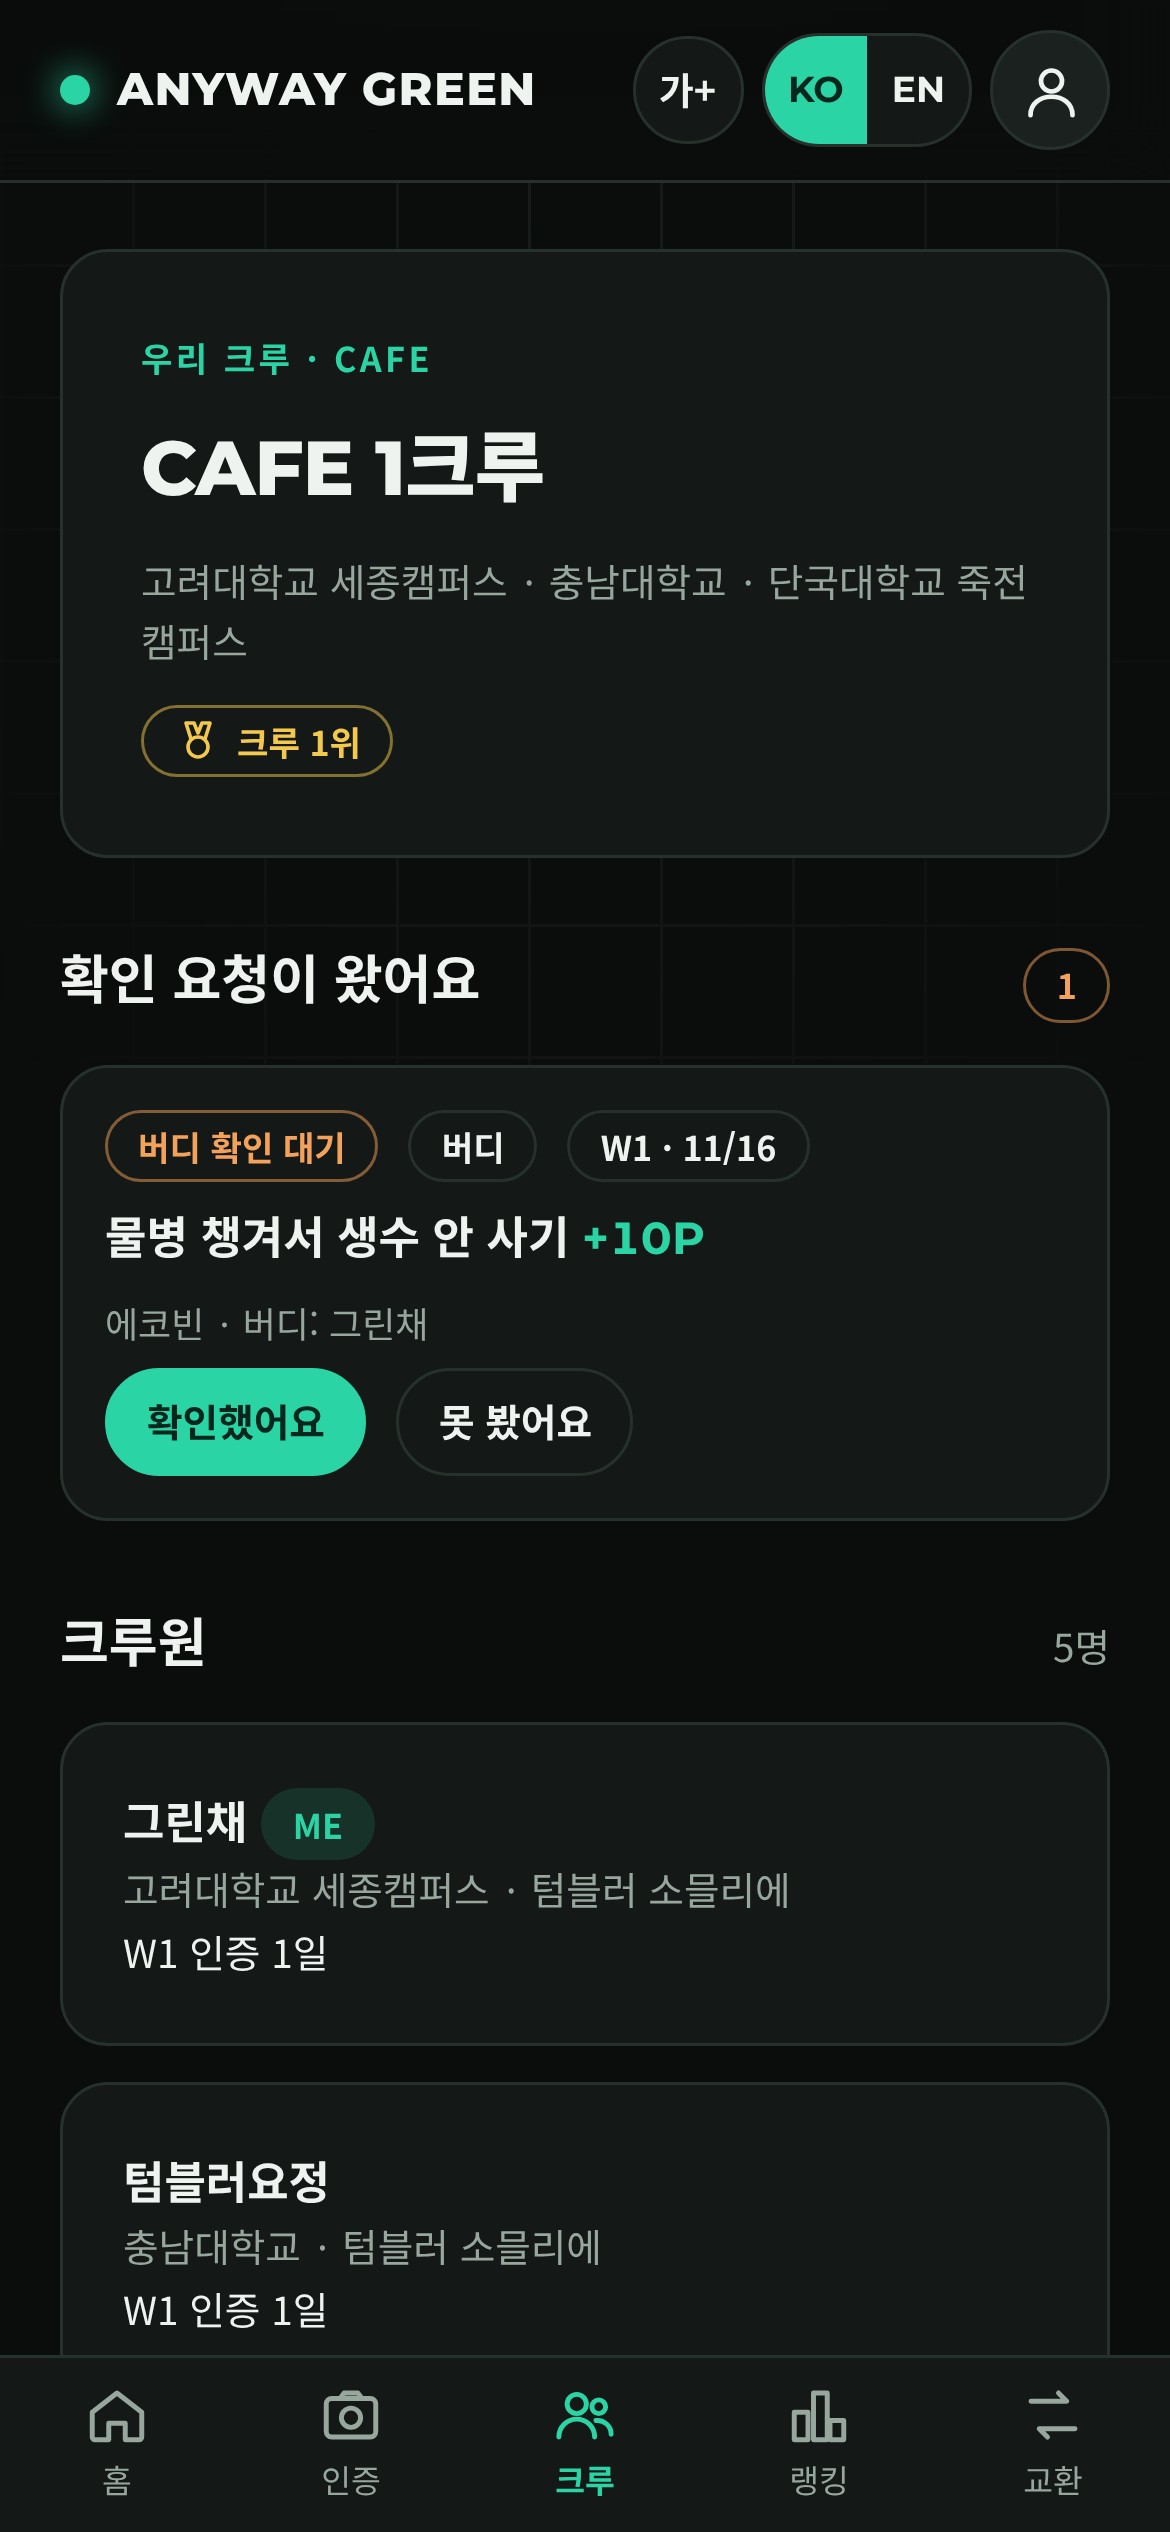 ANYWAY GREEN
가+
KO
EN
우리 크루 · CAFE
CAFE 1크루
고려대학교 세종캠퍼스 · 충남대학교 · 단국대학교 죽전
캠퍼스
크루 1위
확인 요청이 왔어요
1
버디 확인 대기
버디
W1 · 11/16
물병 챙겨서 생수 안 사기 +10P
에코빈 · 버디: 그린채
확인했어요
못 봤어요
크루원
5명
그린채 ME
고려대학교 세종캠퍼스 · 텀블러 소믈리에
W1 인증 1일
텀블러요정
충남대학교 · 텀블러 소믈리에
W1 인증 1일
홈
인증
크루
랭킹
교환